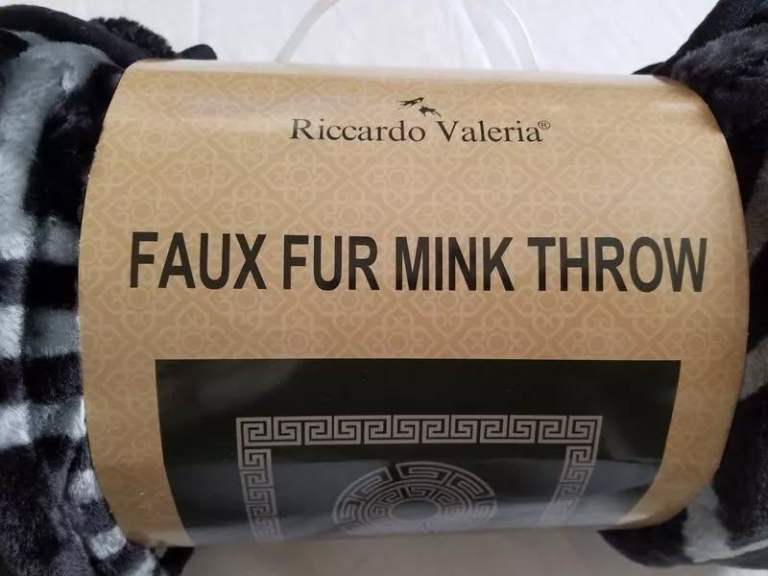 Riccardo Valeria®
FAUX FUR MINK THROW